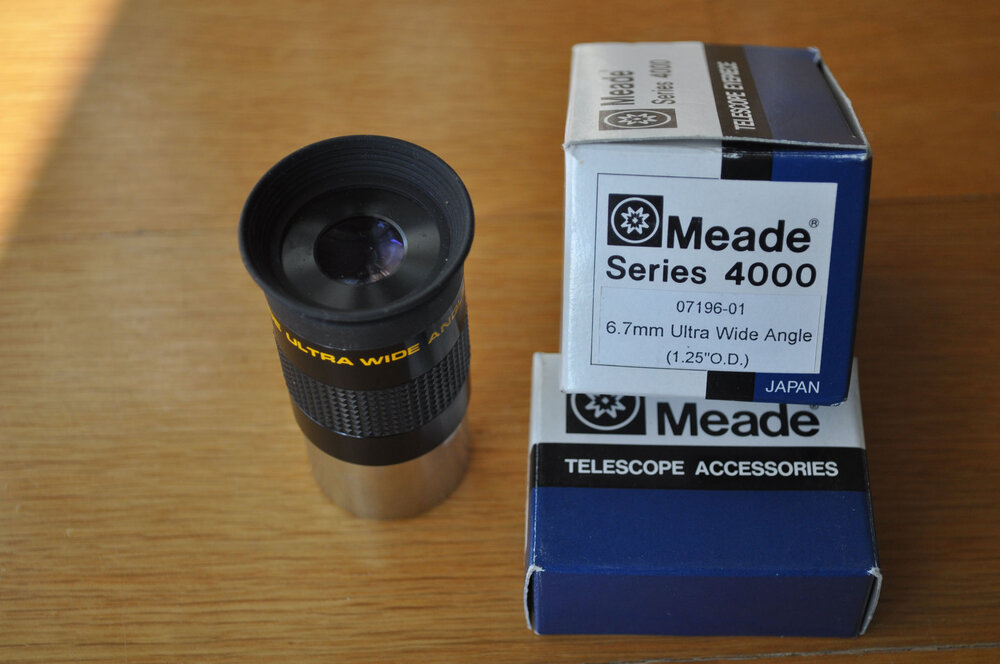 ULTRA WIDE ANGLE
Meade
Series 4000
TELESCOPE EYEPIECE
Meade®
Series 4000
07196-01
6.7mm Ultra Wide Angle
(1.25"O.D.)
JAPAN
Meade®
TELESCOPE ACCESSORIES